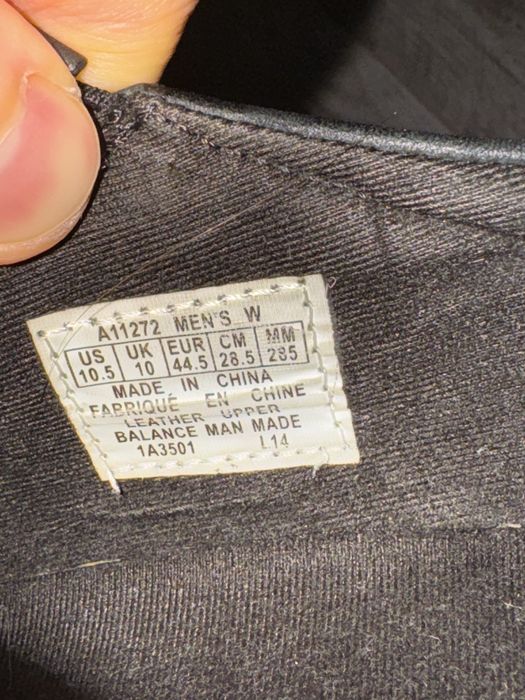 A11272 MEN'S W
US UK EUR CM MM
10.5 10 44.5 28.5 285
MADE IN CHINA
FABRIQUÉ EN CHINE
LEATHER UPPER
BALANCE MAN MADE
1A3501 L14